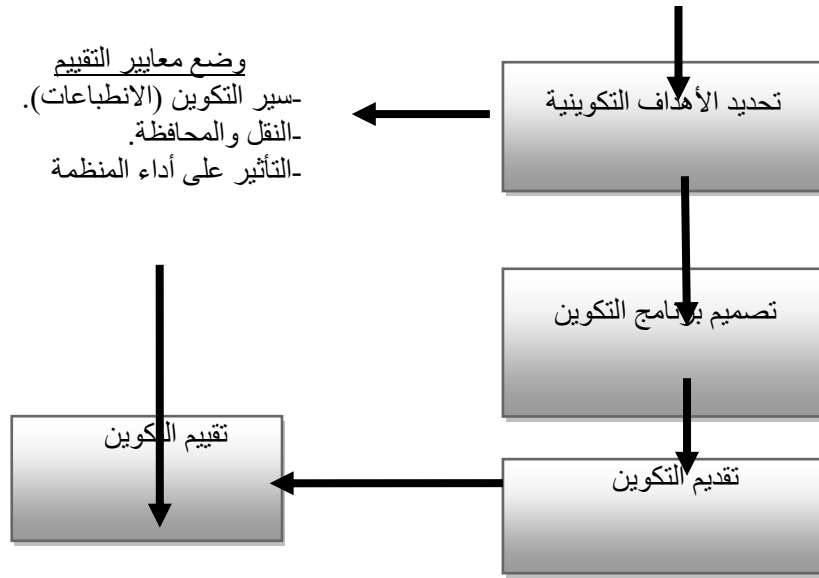 تحديد الأهداف التكوينية
وضع معايير التقييم
-سير التكوين (الانطباعات).
-النقل والمحافظة.
-التأثير على أداء المنظمة
تصميم برنامج التكوين
تقديم التكوين
تقييم التكوين